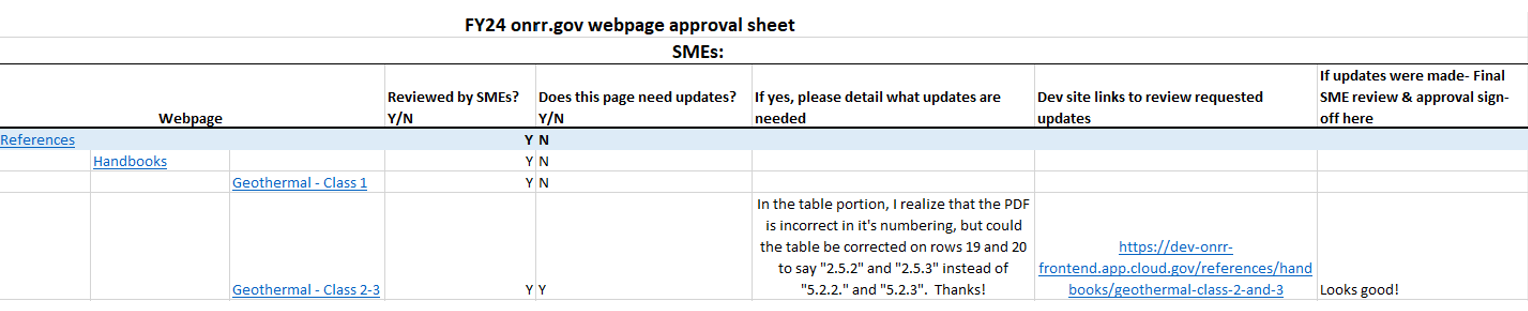 FY24 onrr.gov webpage approval sheet
SMEs:
Webpage
Reviewed by SMEs?
Y/N
Does this page need updates?
Y/N
If yes, please detail what updates are
needed
Dev site links to review requested
updates
If updates were made- Final
SME review & approval sign-
off here
References Y N
Handbooks Y N
Geothermal - Class 1 Y N
Geothermal - Class 2-3 Y Y
In the table portion, I realize that the PDF
is incorrect in it's numbering, but could
the table be corrected on rows 19 and 20
to say "2.5.2" and "2.5.3" instead of
"5.2.2." and "5.2.3".  Thanks!
https://dev-onrr-
frontend.app.cloud.gov/references/hand
books/geothermal-class-2-and-3
Looks good!